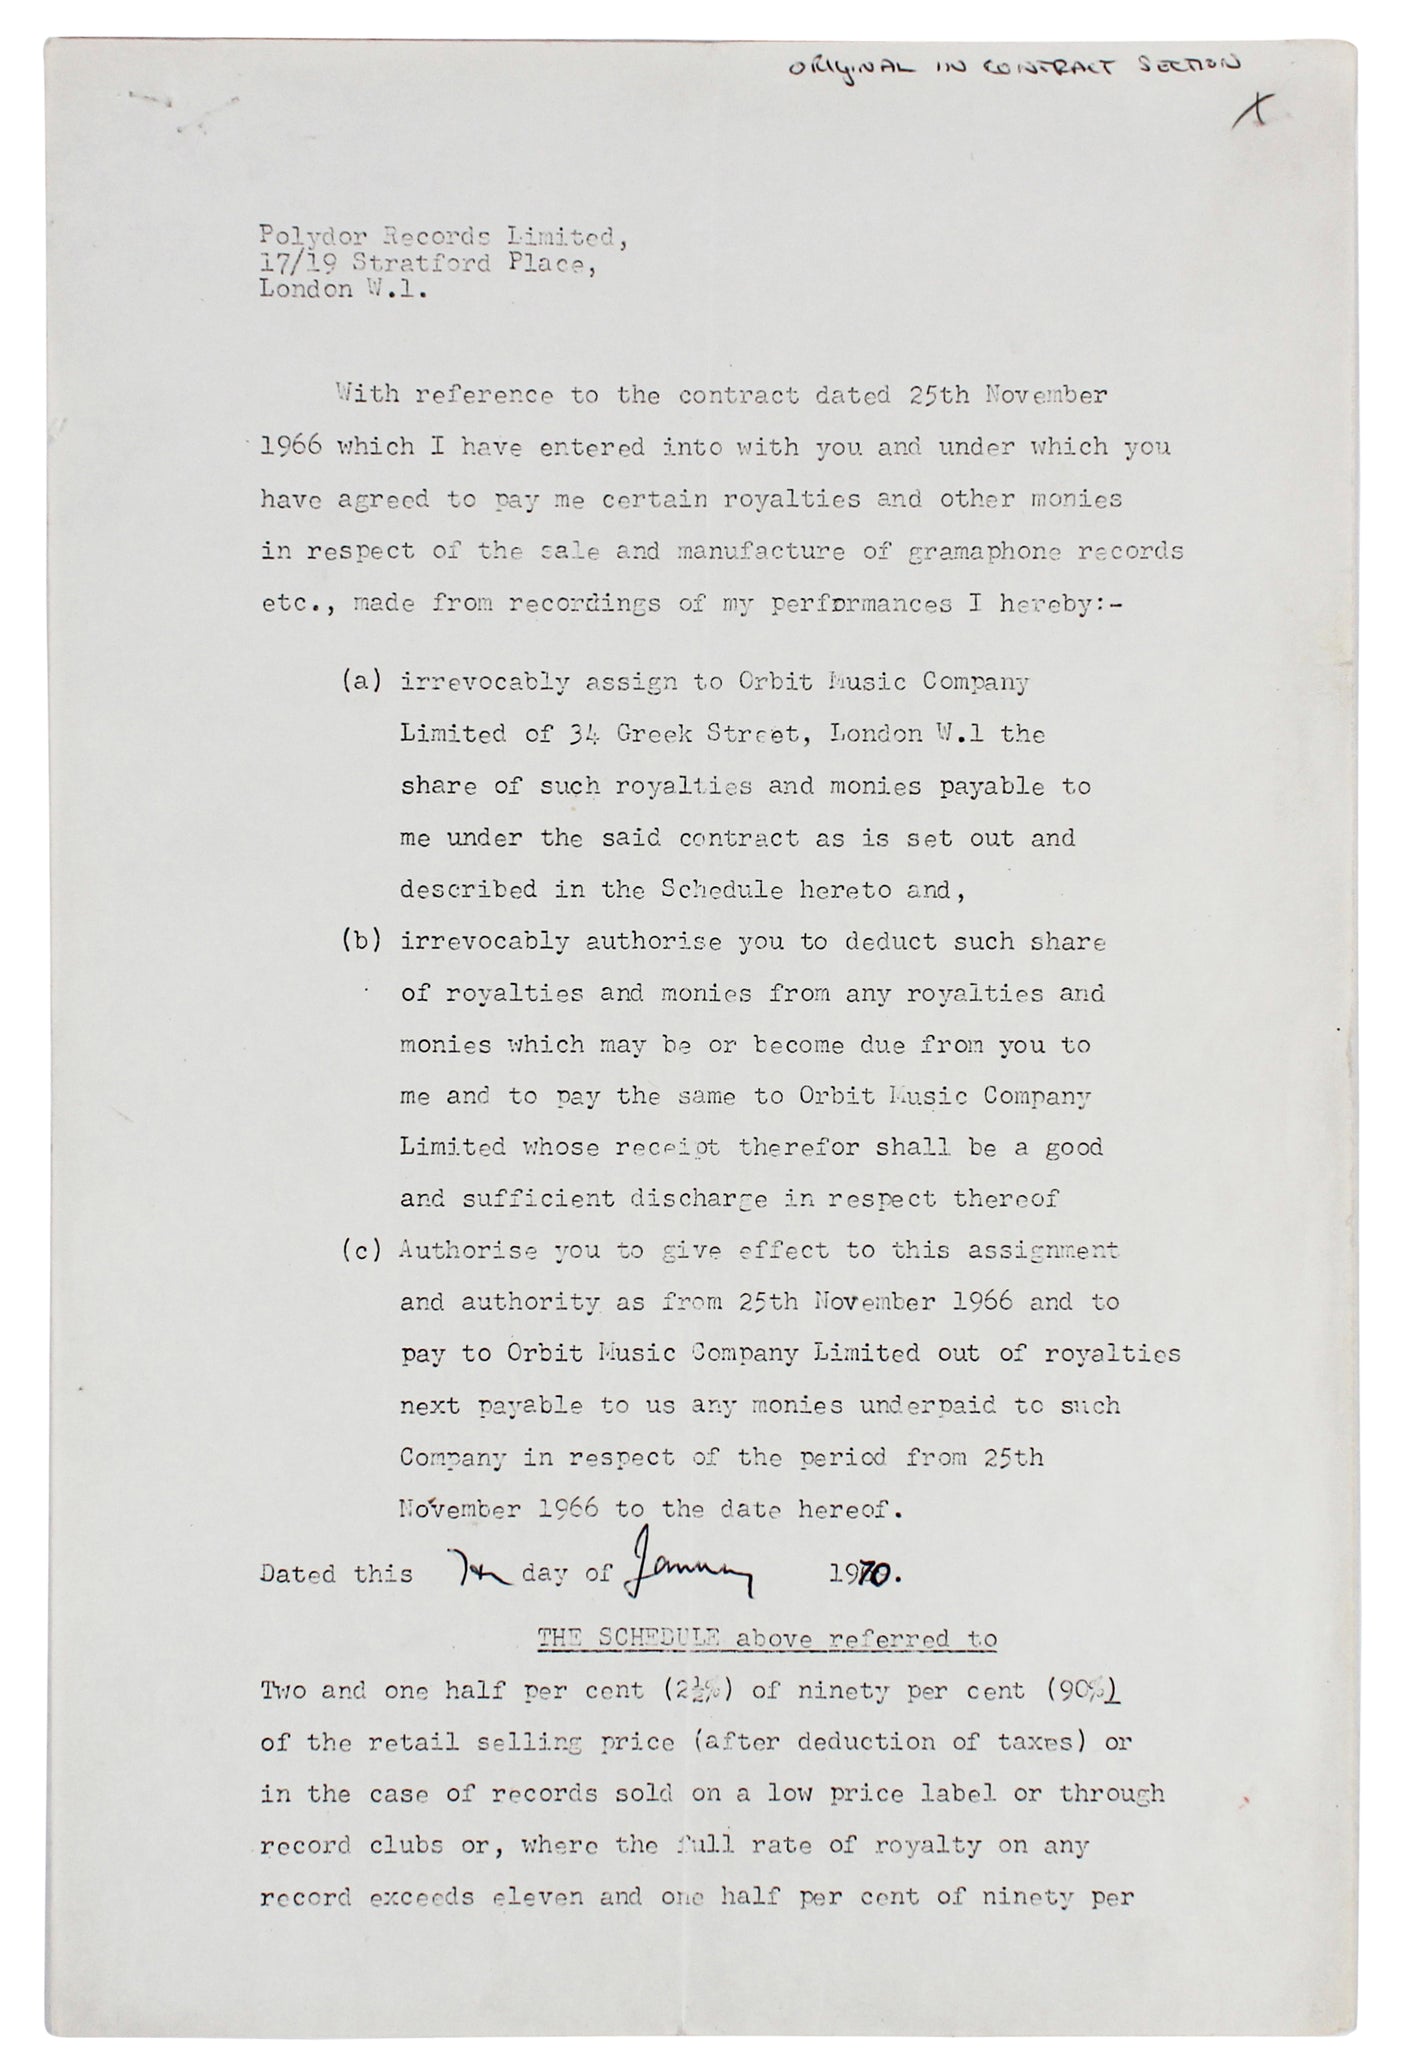 ORIGINAL IN CONTRACT SECTION
X
Polydor Records Limited,
17/19 Stratford Place,
London W.1.
With reference to the contract dated 25th November
1966 which I have entered into with you and under which you
have agreed to pay me certain royalties and other monies
in respect of the sale and manufacture of gramaphone records
etc., made from recordings of my performances I hereby:-
(a) irrevocably assign to Orbit Music Company
Limited of 34 Greek Street, London W.1 the
share of such royalties and monies payable to
me under the said contract as is set out and
described in the Schedule hereto and,
(b) irrevocably authorise you to deduct such share
of royalties and monies from any royalties and
monies which may be or become due from you to
me and to pay the same to Orbit Music Company
Limited whose receipt therefor shall be a good
and sufficient discharge in respect thereof
(c) Authorise you to give effect to this assignment
and authority as from 25th November 1966 and to
pay to Orbit Music Company Limited out of royalties
next payable to us any monies underpaid to such
Company in respect of the period from 25th
November 1966 to the date hereof.
Dated this 7th day of January 1970.
THE SCHEDULE above referred to
Two and one half per cent (2½%) of ninety per cent (90%)
of the retail selling price (after deduction of taxes) or
in the case of records sold on a low price label or through
record clubs or, where the full rate of royalty on any
record exceeds eleven and one half per cent of ninety per